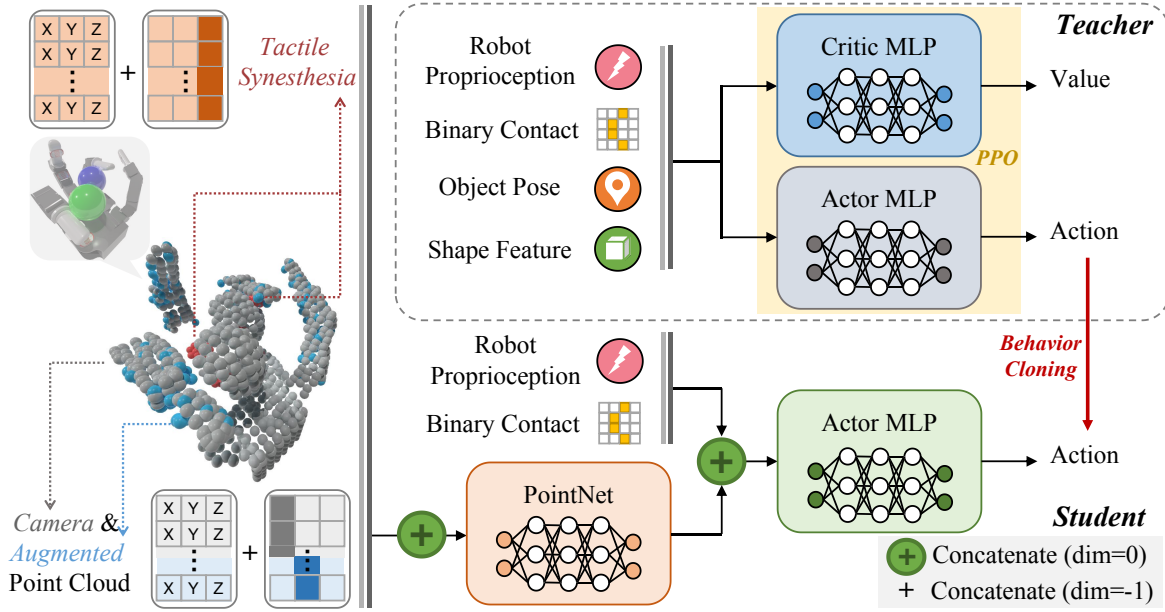 X Y Z
X Y Z
X Y Z
+
Tactile
Synesthesia
Camera &
Augmented
Point Cloud
X Y Z
X Y Z
X Y Z
+
Teacher
Robot
Proprioception
Binary Contact
Object Pose
Shape Feature
Critic MLP
Value
PPO
Actor MLP
Action
Behavior
Cloning
Robot
Proprioception
Binary Contact
+
PointNet
+
Actor MLP
Action
Student
+ Concatenate (dim=0)
+ Concatenate (dim=-1)